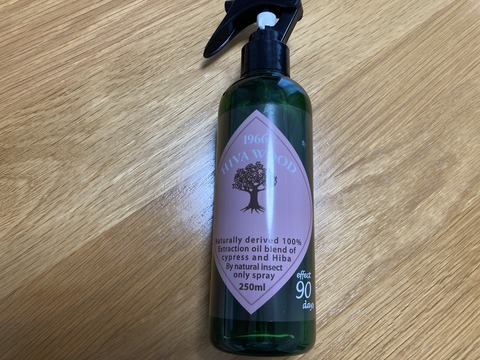 1966
HIVA WOOD
Naturally derived 100%
Extraction oil blend of
cypress and Hiba
By natural insect
only spray
250ml
effect
90
days